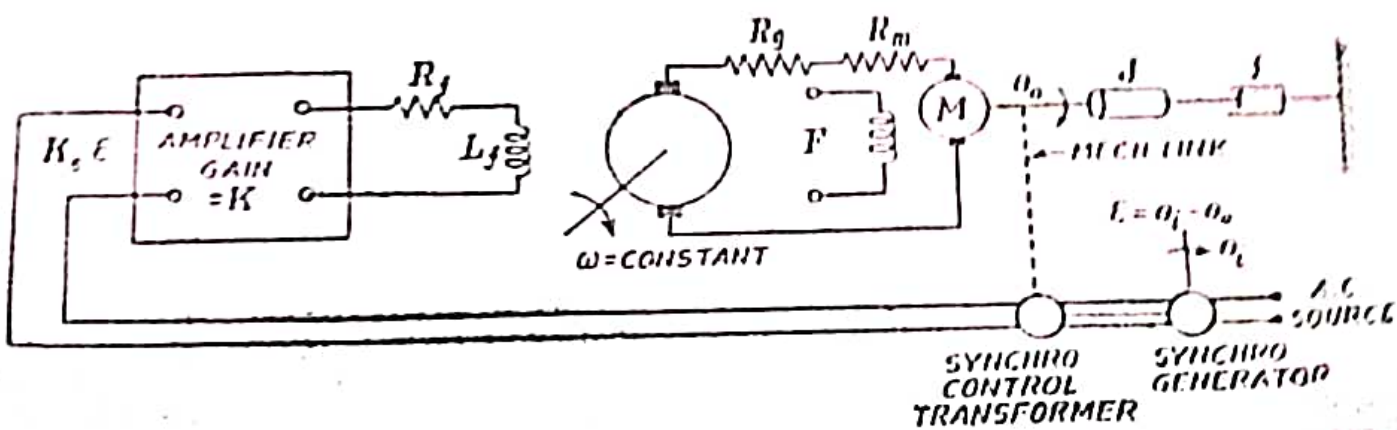 R_f
L_f
K_s ε
AMPLIFIER
GAIN
= K
R_g
R_m
M
F
θ_o
J
f
MECH LINK
ω = CONSTANT
ε = θ_i - θ_o
θ_i
A.C.
SOURCE
SYNCHRO
CONTROL
TRANSFORMER
SYNCHRO
GENERATOR